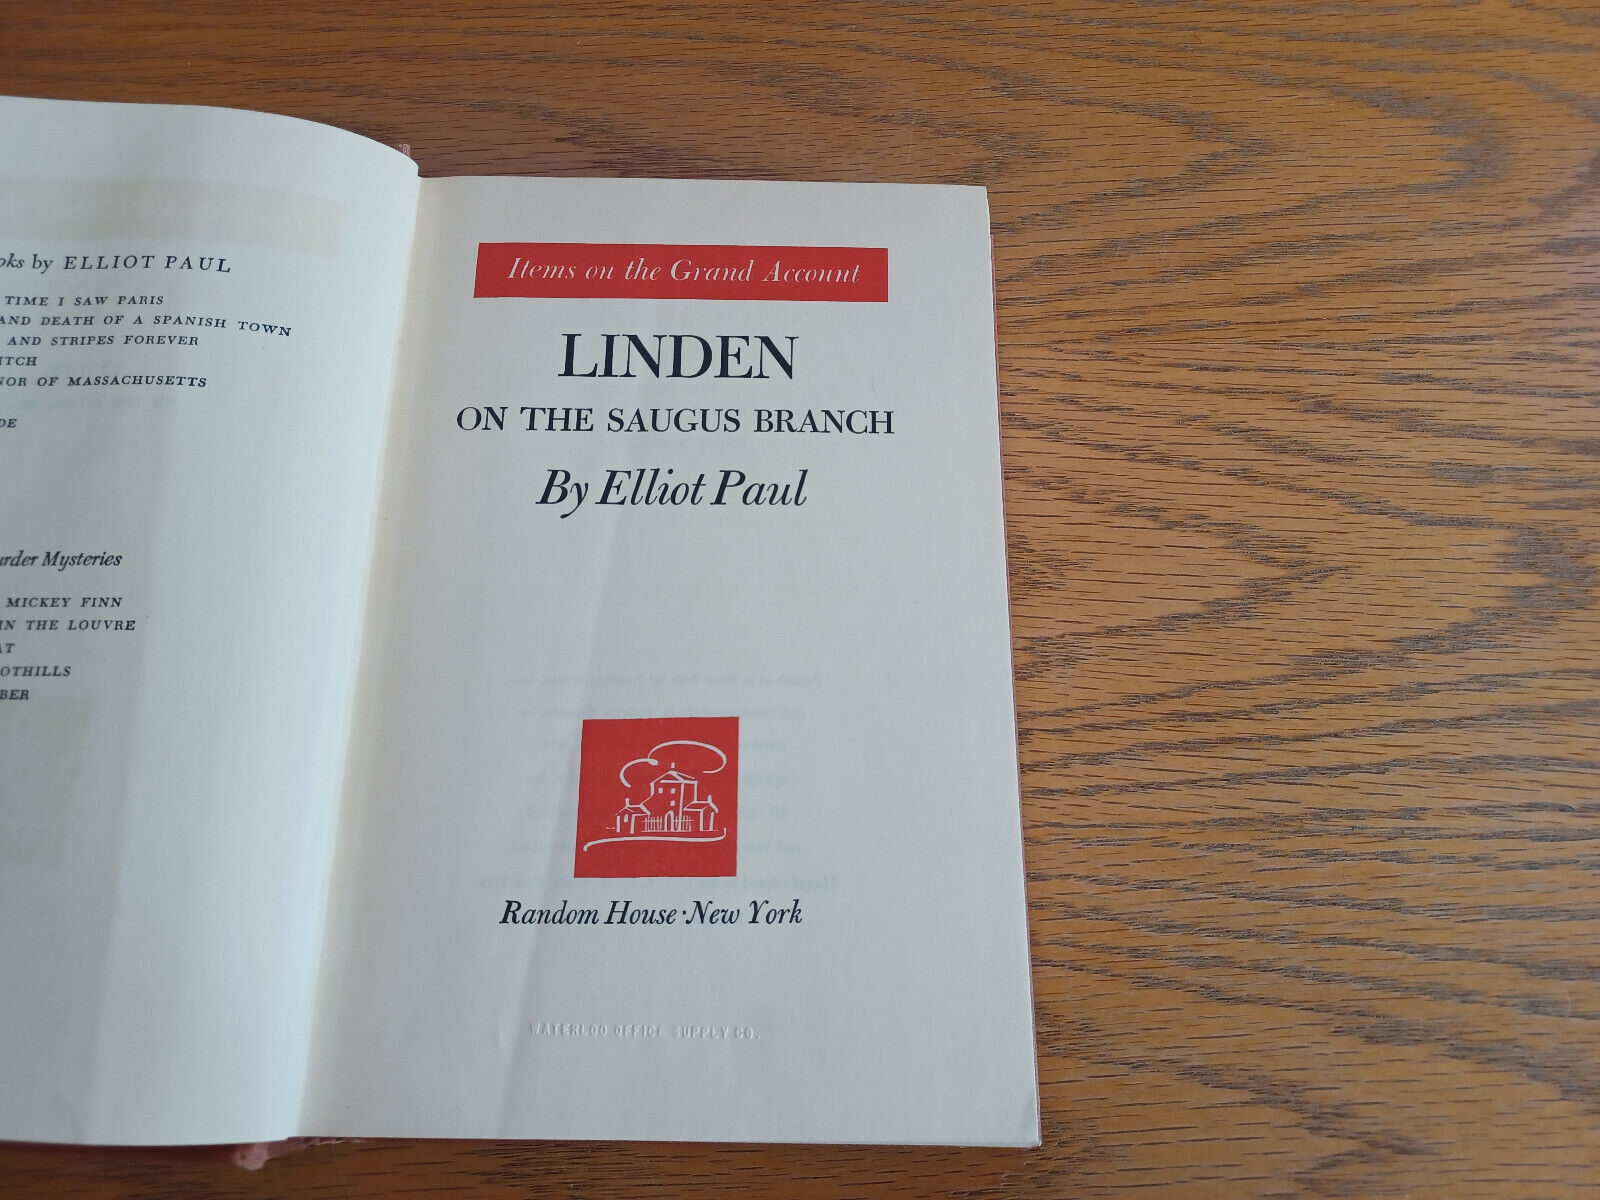 oks by ELLIOT PAUL
TIME I SAW PARIS
AND DEATH OF A SPANISH TOWN
AND STRIPES FOREVER
ITCH
NOR OF MASSACHUSETTS
DE
urder Mysteries
MICKEY FINN
IN THE LOUVRE
AT
OTHILLS
BER
Items on the Grand Account
LINDEN
ON THE SAUGUS BRANCH
By Elliot Paul
Random House · New York
WATERLOO OFFICE SUPPLY CO.